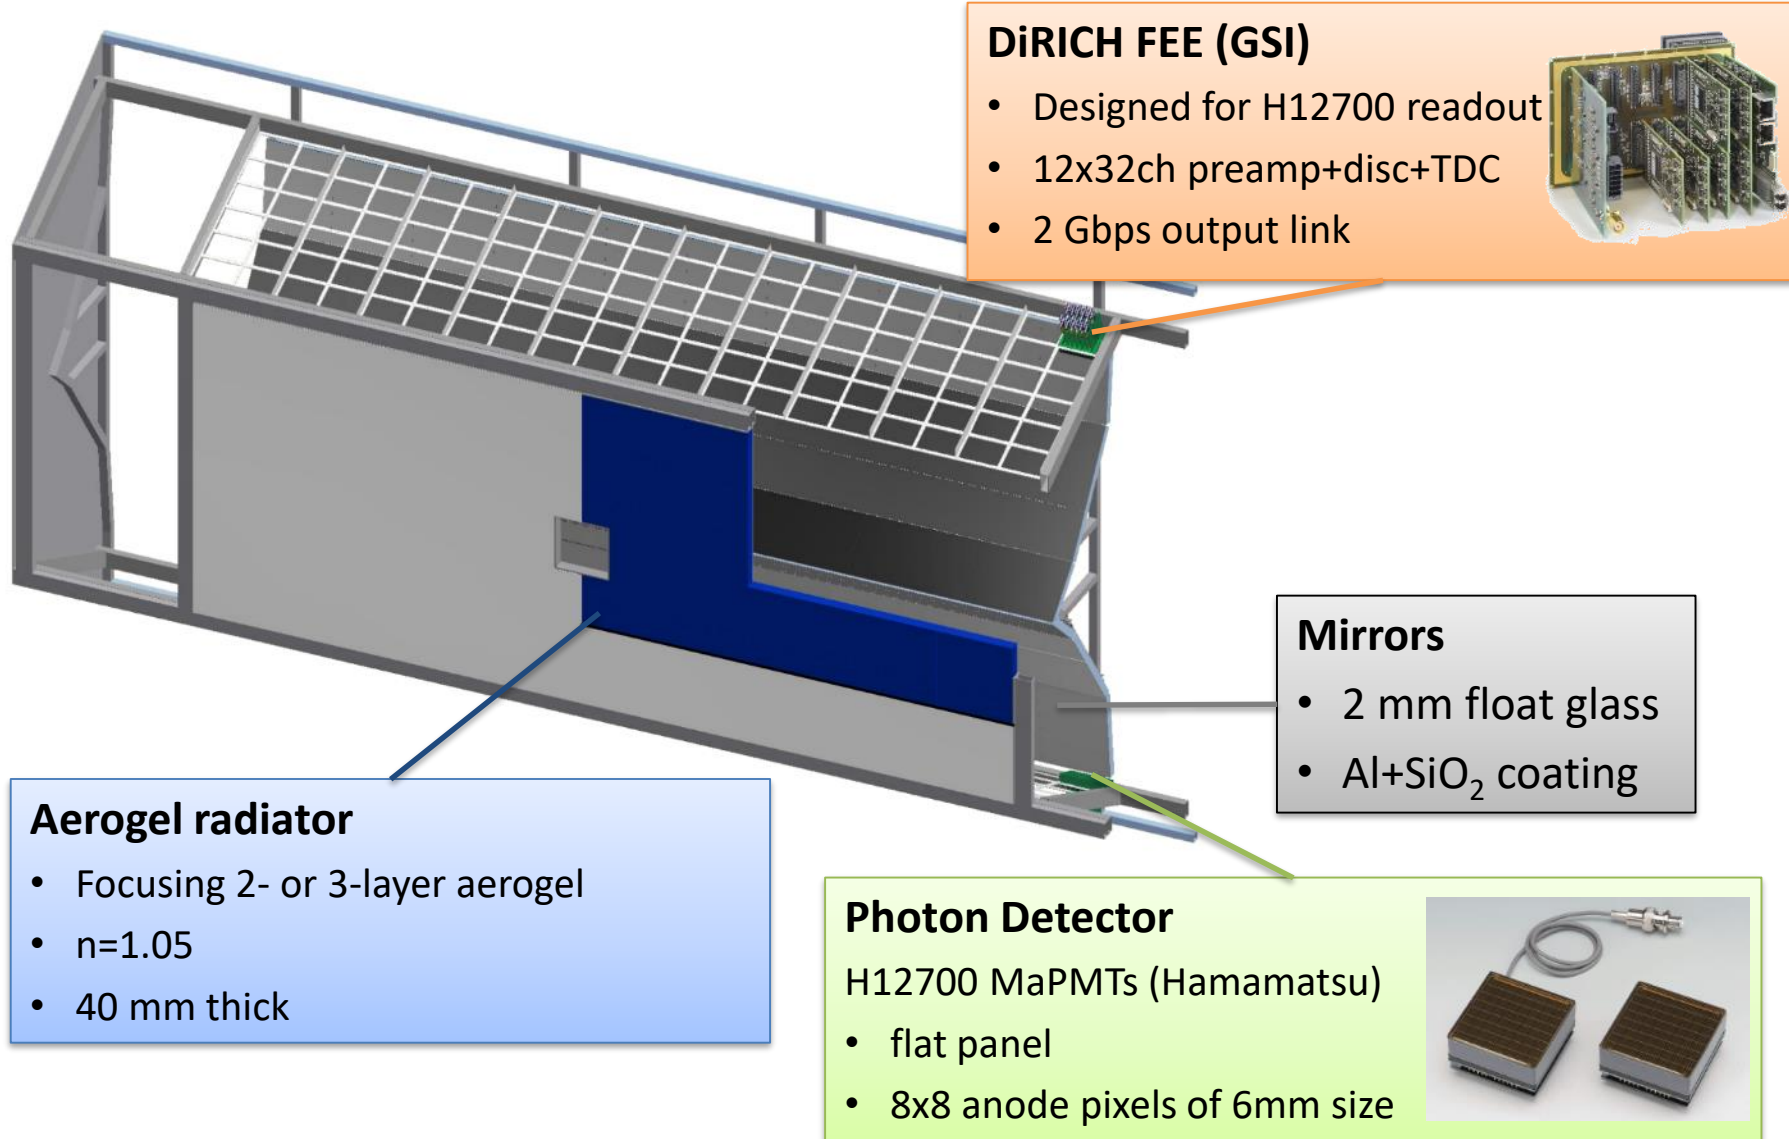 DiRICH FEE (GSI)
• Designed for H12700 readout
• 12x32ch preamp+disc+TDC
• 2 Gbps output link
Mirrors
• 2 mm float glass
• Al+SiO₂ coating
Aerogel radiator
• Focusing 2- or 3-layer aerogel
• n=1.05
• 40 mm thick
Photon Detector
H12700 MaPMTs (Hamamatsu)
• flat panel
• 8x8 anode pixels of 6mm size